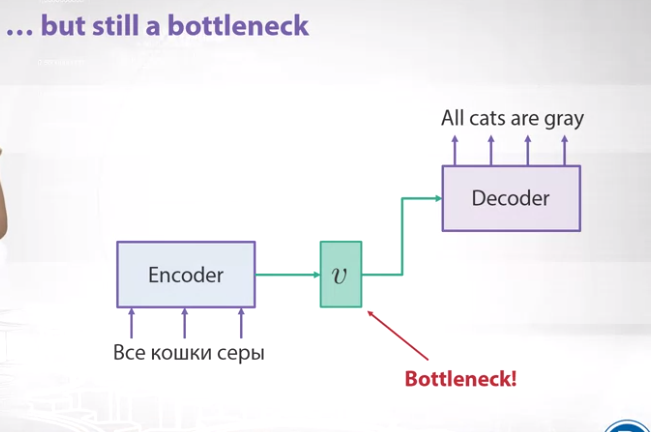 ... but still a bottleneck
All cats are gray
Decoder
Encoder
v
Все кошки серы
Bottleneck!